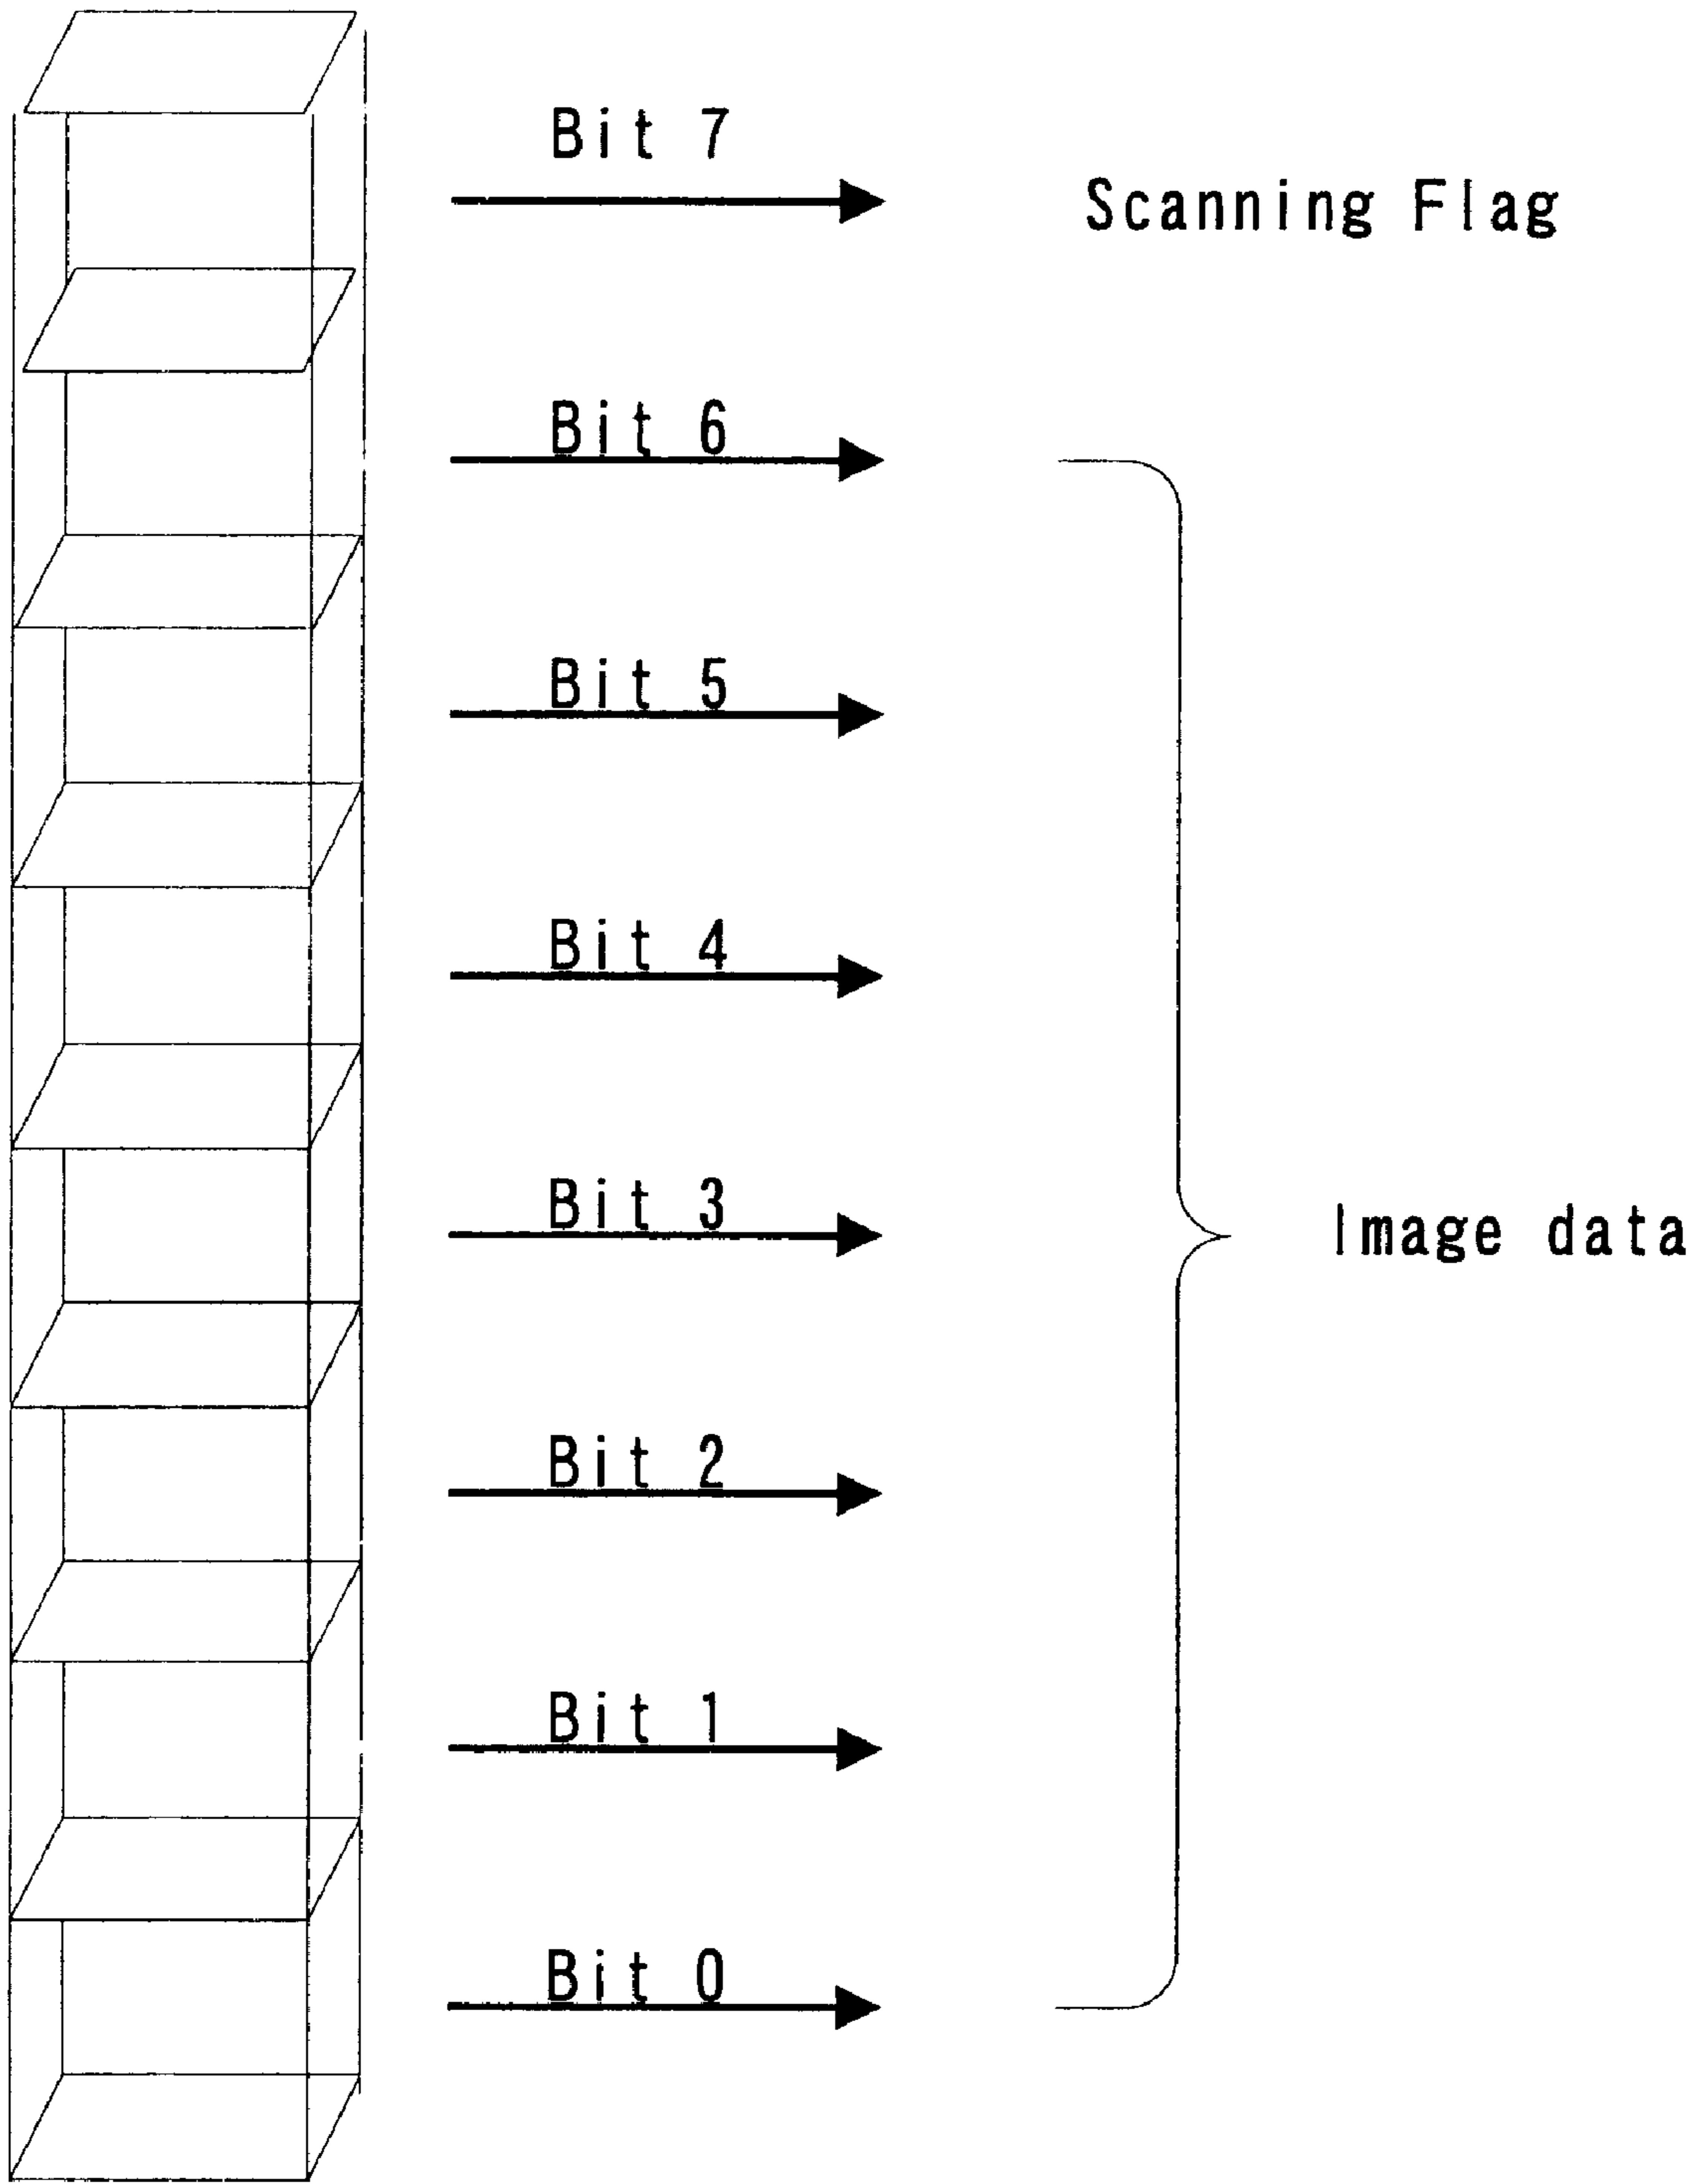 Bit 7
Scanning Flag
Bit 6
Bit 5
Bit 4
Bit 3
Image data
Bit 2
Bit 1
Bit 0